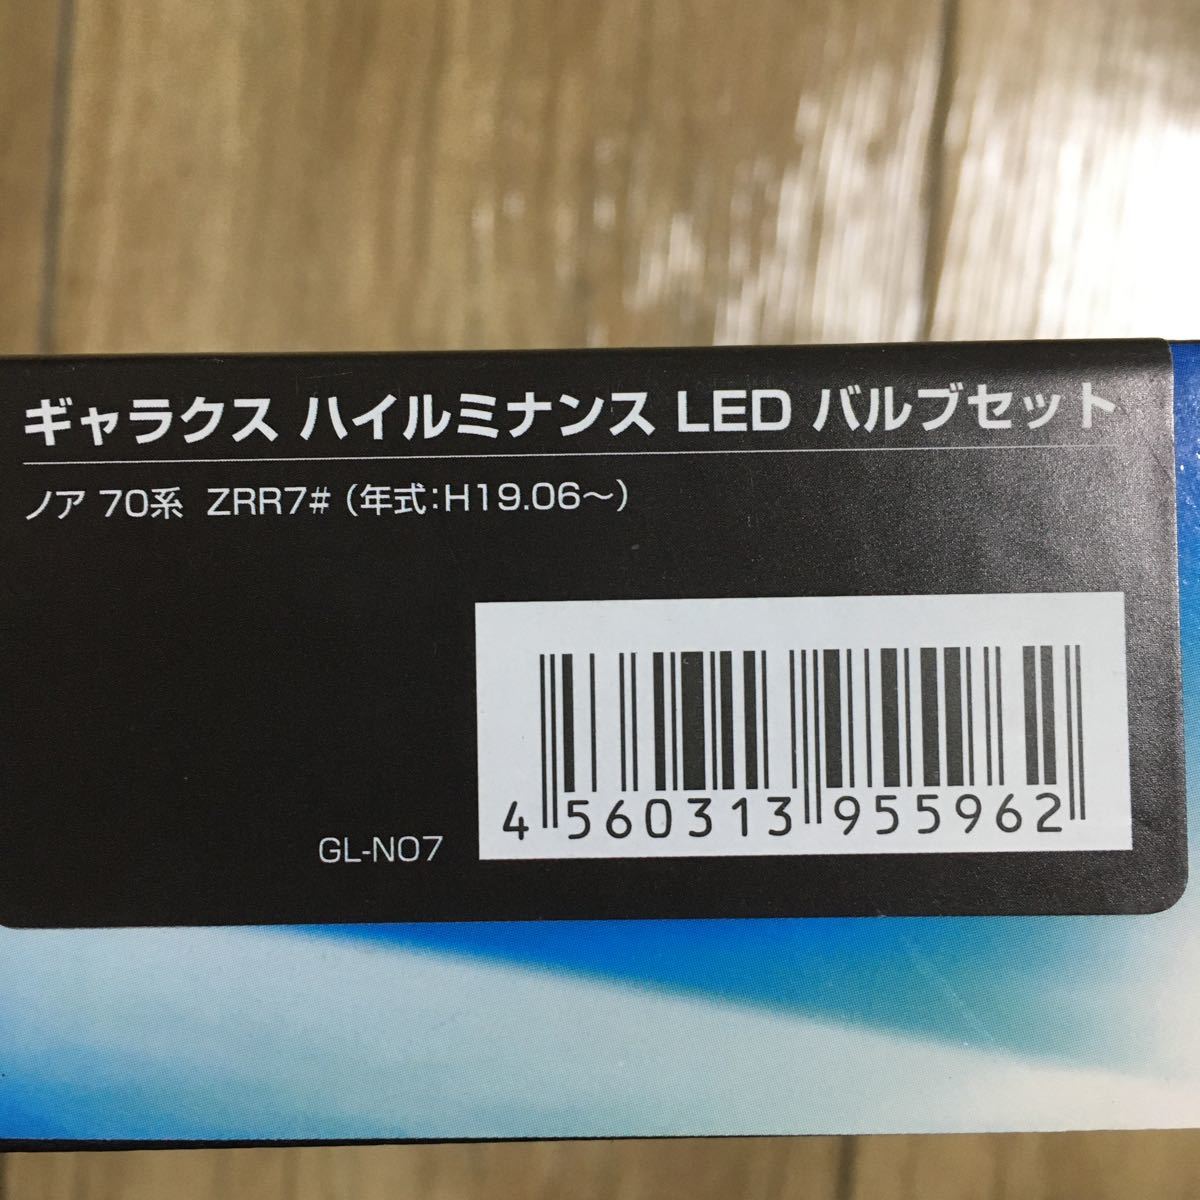 ギャラクス ハイルミナンス LED バルブセット
ノア 70系 ZRR7# (年式:H19.06～)
4 560313 955962
GL-N07